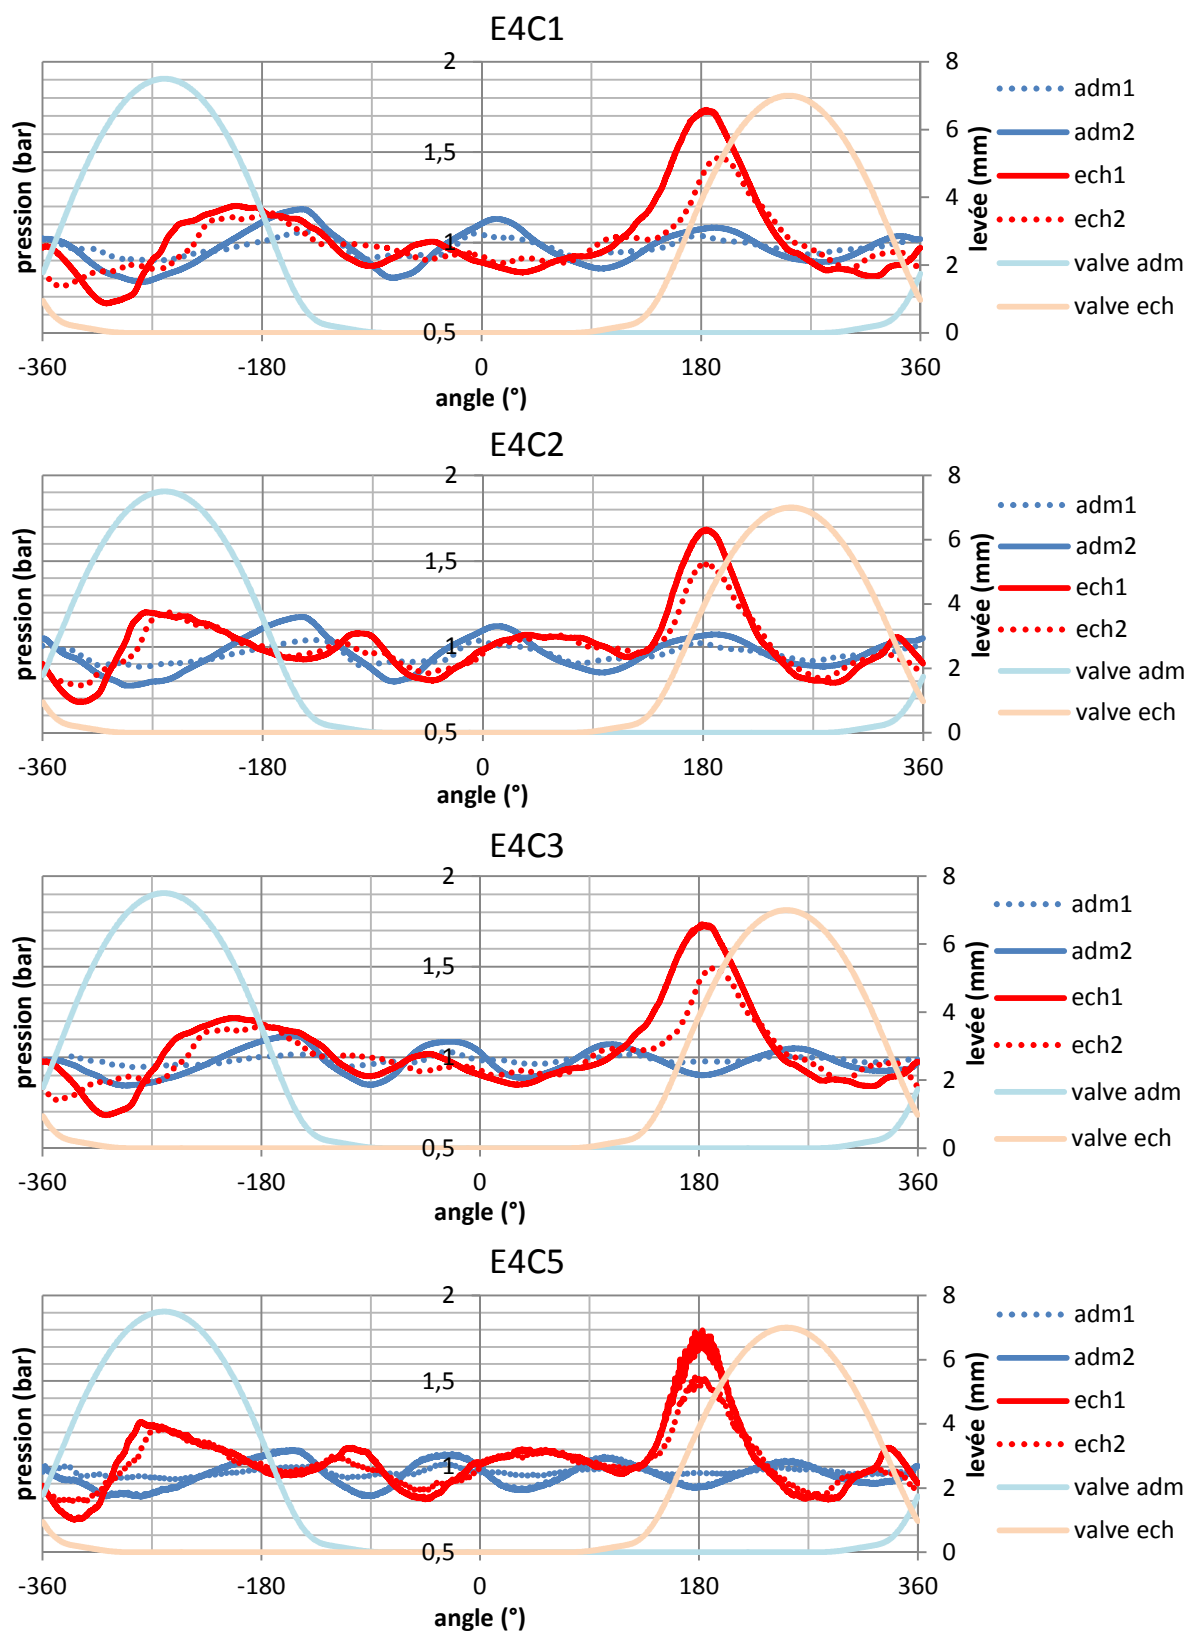 E4C1
pression (bar)
2
1,5
1
0,5
8
6
4
2
0
levée (mm)
-360 -180 0 180 360
angle (°)
adm1
adm2
ech1
ech2
valve adm
valve ech
E4C2
pression (bar)
2
1,5
1
0,5
8
6
4
2
0
levée (mm)
-360 -180 0 180 360
angle (°)
adm1
adm2
ech1
ech2
valve adm
valve ech
E4C3
pression (bar)
2
1,5
1
0,5
8
6
4
2
0
levée (mm)
-360 -180 0 180 360
angle (°)
adm1
adm2
ech1
ech2
valve adm
valve ech
E4C5
pression (bar)
2
1,5
1
0,5
8
6
4
2
0
levée (mm)
-360 -180 0 180 360
angle (°)
adm1
adm2
ech1
ech2
valve adm
valve ech